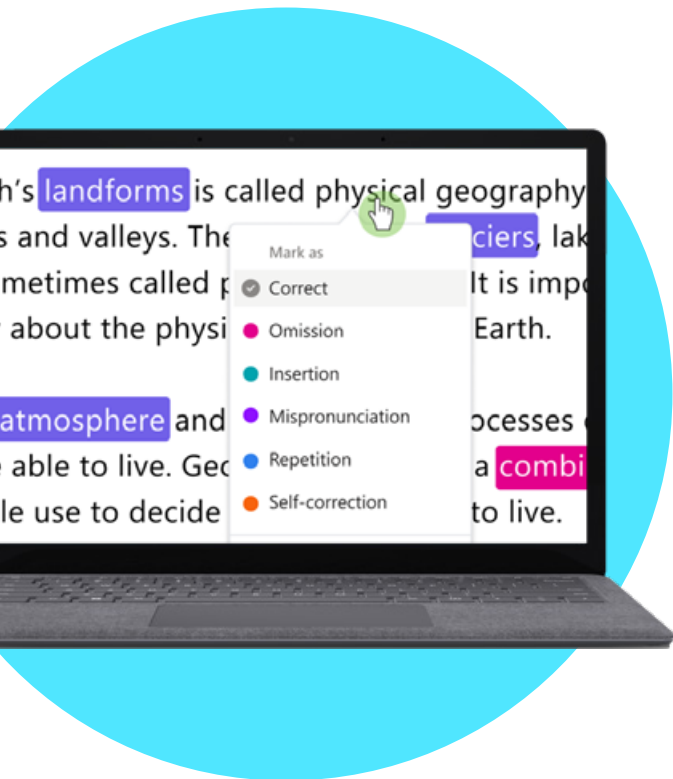 h's landforms is called physical geography
s and valleys. The ciers, lak
metimes called p It is impo
about the physi Earth.
atmosphere and ocesses
able to live. Geo a combi
le use to decide to live.
Mark as
Correct
Omission
Insertion
Mispronunciation
Repetition
Self-correction